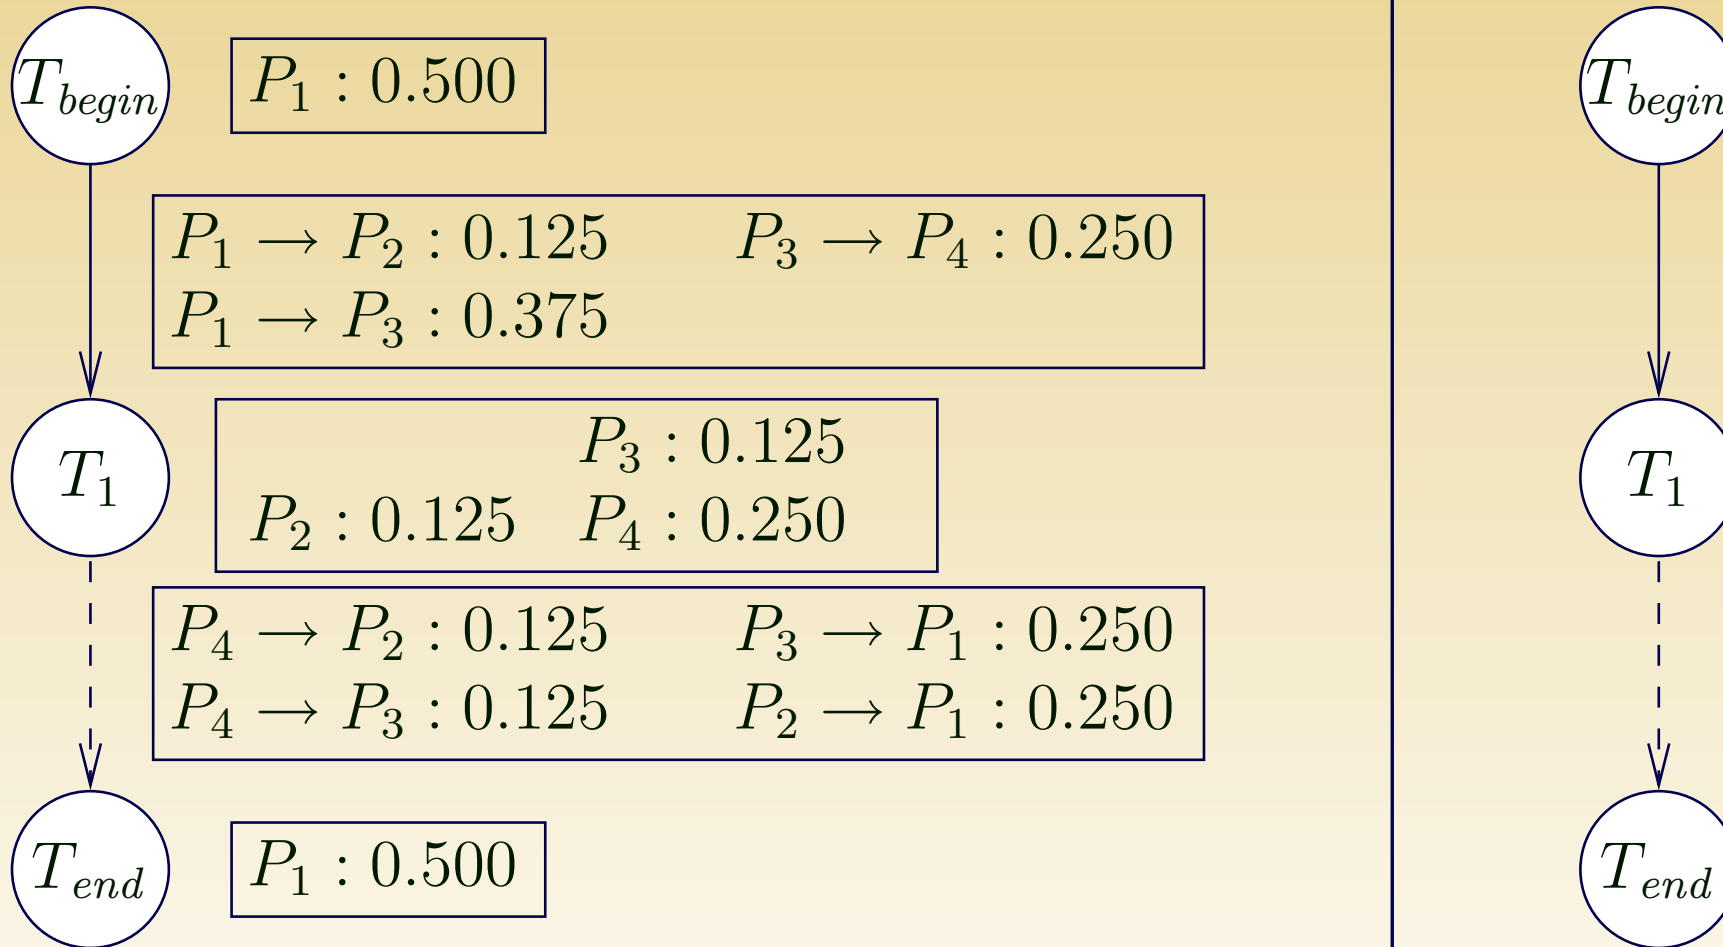 T_begin P_1 : 0.500 T_begin
P_1 → P_2 : 0.125 P_3 → P_4 : 0.250
P_1 → P_3 : 0.375
P_3 : 0.125
T_1 T_1
P_2 : 0.125 P_4 : 0.250
P_4 → P_2 : 0.125 P_3 → P_1 : 0.250
P_4 → P_3 : 0.125 P_2 → P_1 : 0.250
T_end P_1 : 0.500 T_end